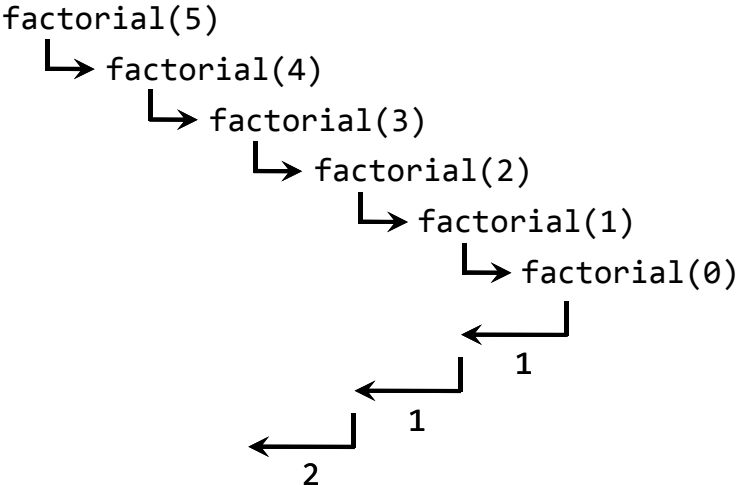 factorial(5)
factorial(4)
factorial(3)
factorial(2)
factorial(1)
factorial(0)
1
1
2